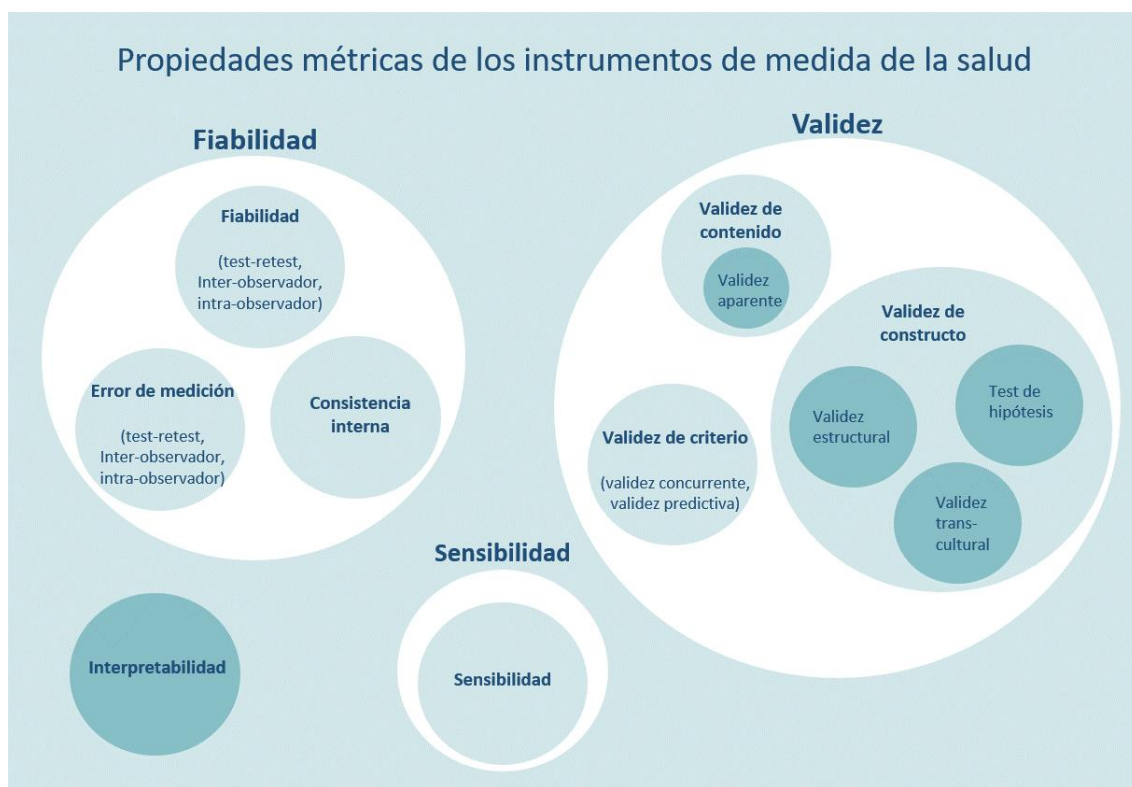 Propiedades métricas de los instrumentos de medida de la salud
Fiabilidad
Fiabilidad
(test-retest,
Inter-observador,
intra-observador)
Error de medición
(test-retest,
Inter-observador,
intra-observador)
Consistencia
interna
Validez
Validez de
contenido
Validez
aparente
Validez de
constructo
Validez
estructural
Test de
hipótesis
Validez
trans-
cultural
Validez de criterio
(validez concurrente,
validez predictiva)
Sensibilidad
Sensibilidad
Interpretabilidad